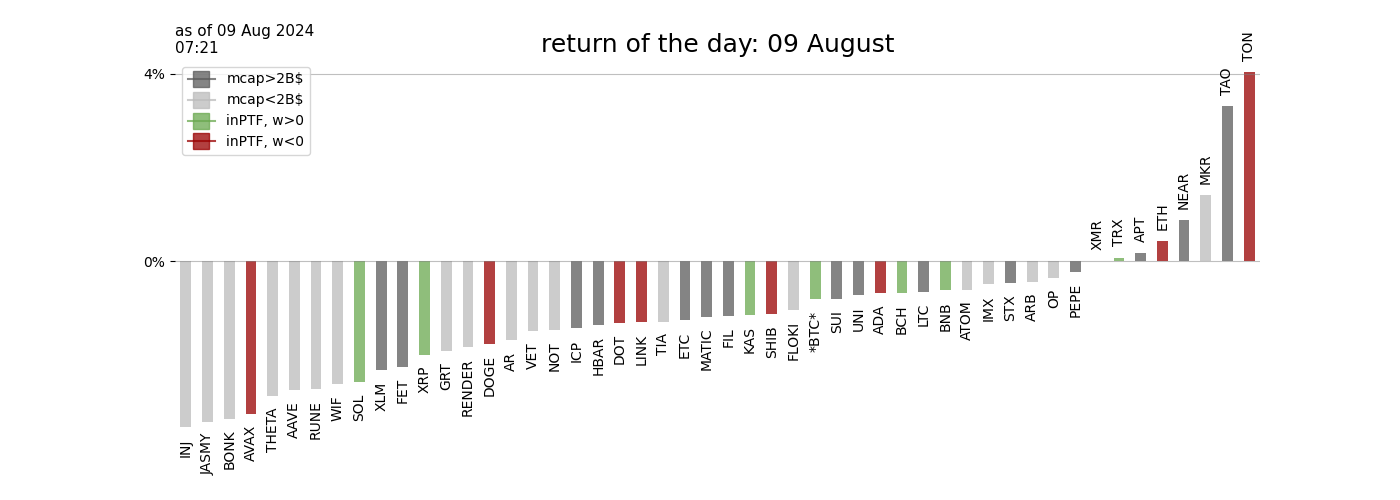 as of 09 Aug 2024
07:21
return of the day: 09 August
4%
0%
mcap>2B$
mcap<2B$
inPTF, w>0
inPTF, w<0
INJ
JASMY
BONK
AVAX
THETA
AAVE
RUNE
WIF
SOL
XLM
FET
XRP
GRT
RENDER
DOGE
AR
VET
NOT
ICP
HBAR
DOT
LINK
TIA
ETC
MATIC
FIL
KAS
SHIB
FLOKI
*BTC*
SUI
UNI
ADA
BCH
LTC
BNB
ATOM
IMX
STX
ARB
OP
PEPE
XMR
TRX
APT
ETH
NEAR
MKR
TAO
TON